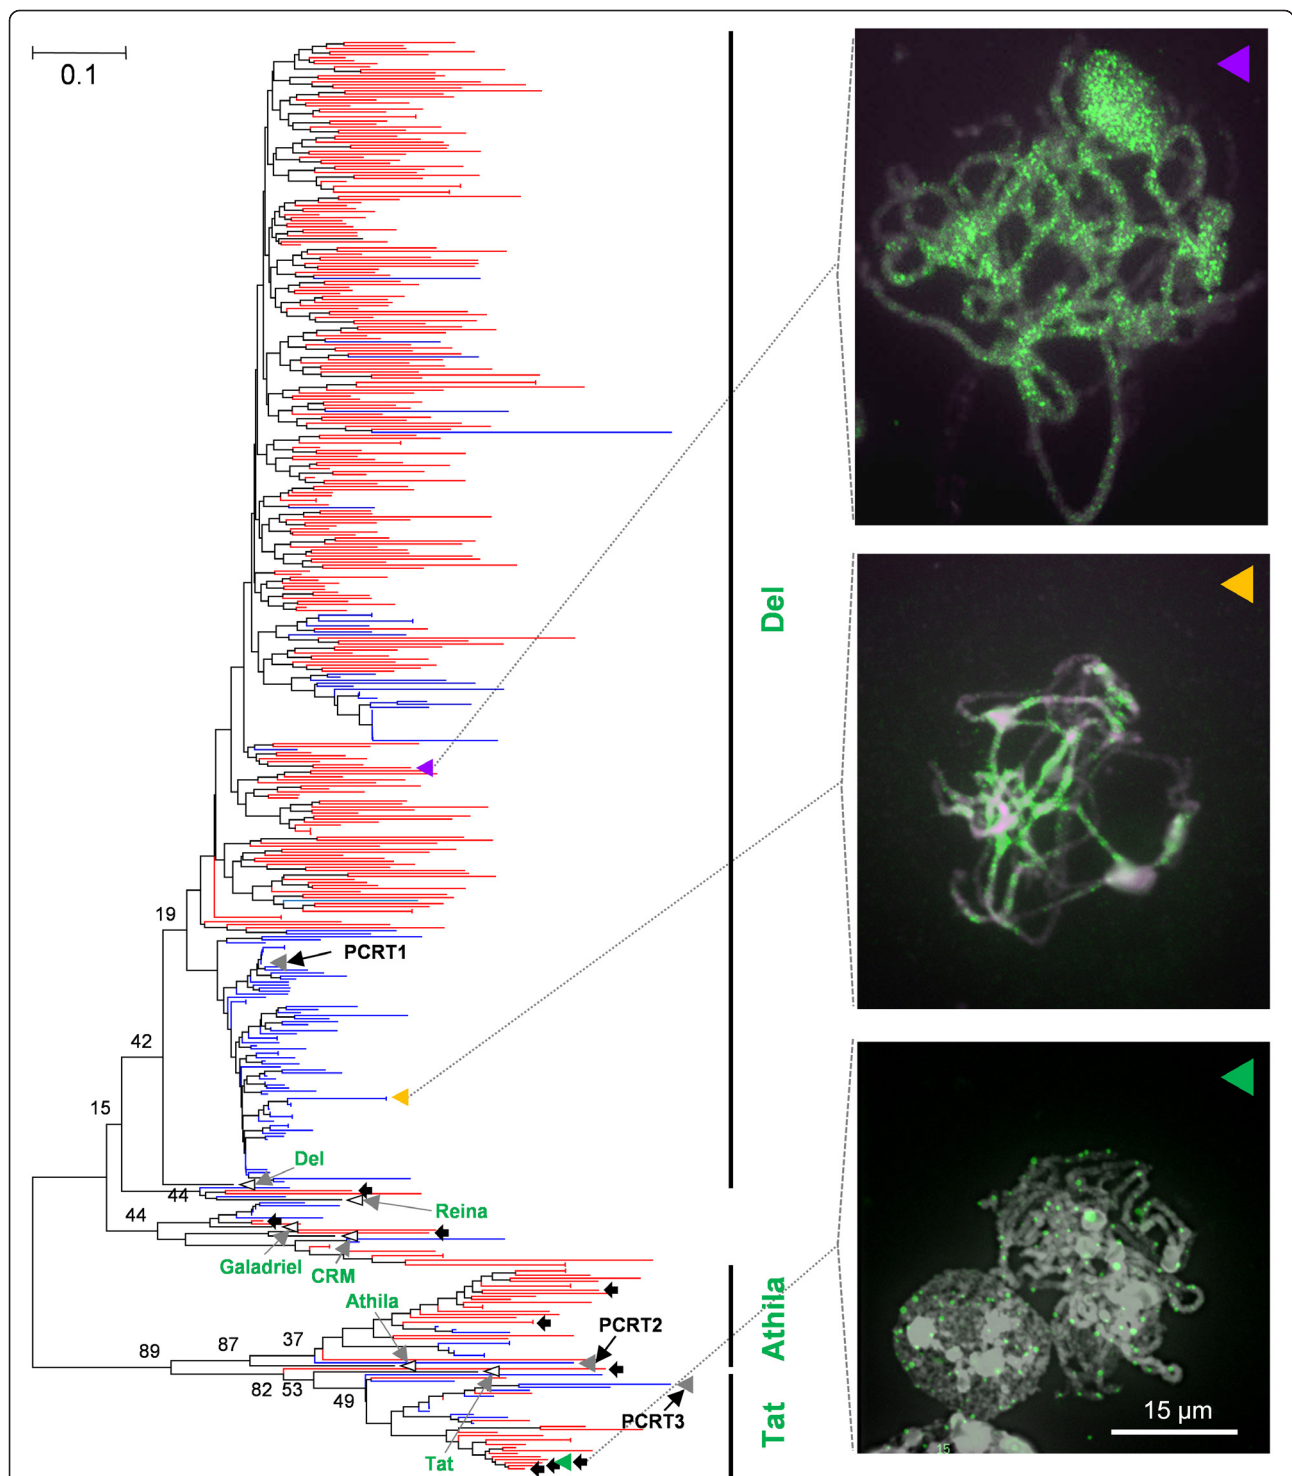 0.1
Del
19
PCRT1
42
15
Del
44
Reina
44
Galadriel
CRM
Athila
Athila
PCRT2
37
87
89
82
53
49
PCRT3
Tat
Tat
15 µm
15